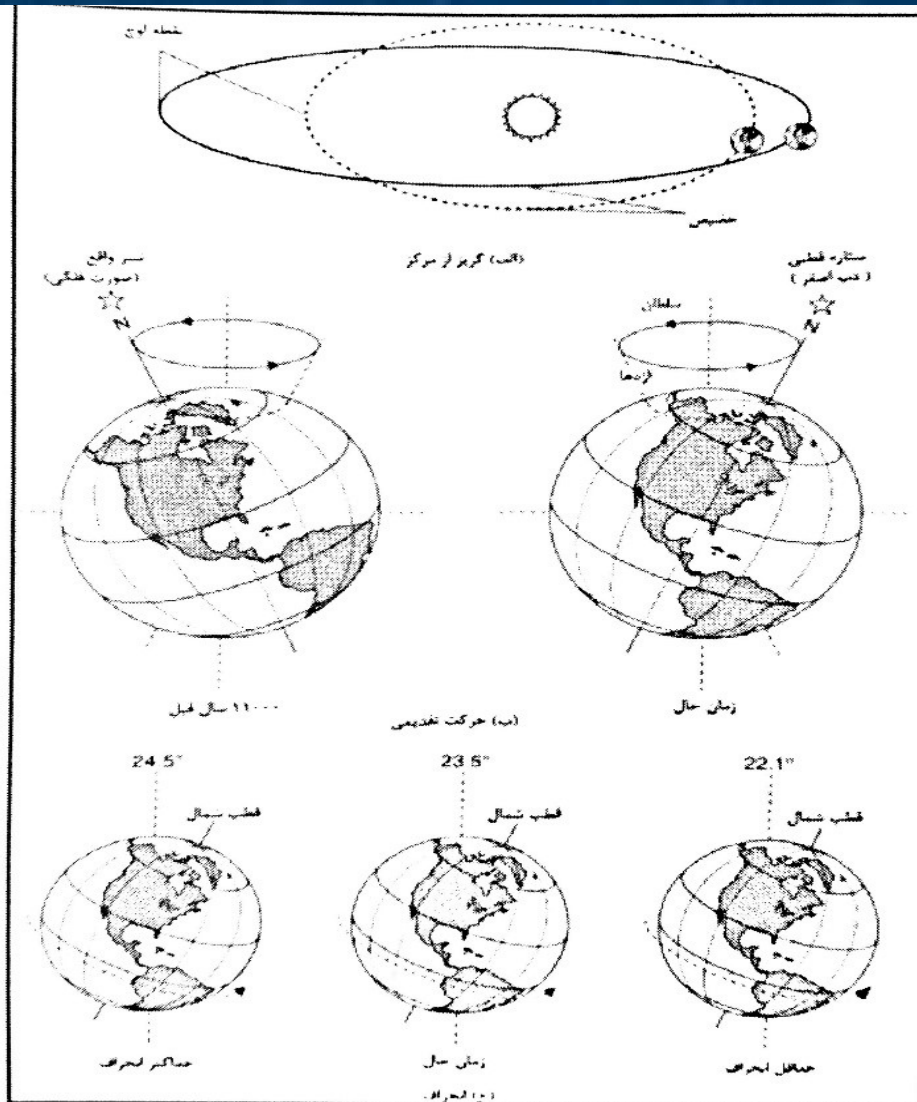 نقطه اوج
حضیض
(الف) گریز از مرکز
نسر واقع
(صورت فلکی)
N
ستاره قطبی
(دب اصغر)
N
سلطان
۱۱۰۰۰ سال قبل
زمان حال
(ب) حرکت تقدیمی
24.5°
23.5°
22.1°
قطب شمال
قطب شمال
قطب شمال
حداکثر انحراف
زمان حال
حداقل انحراف
(ج) انحراف